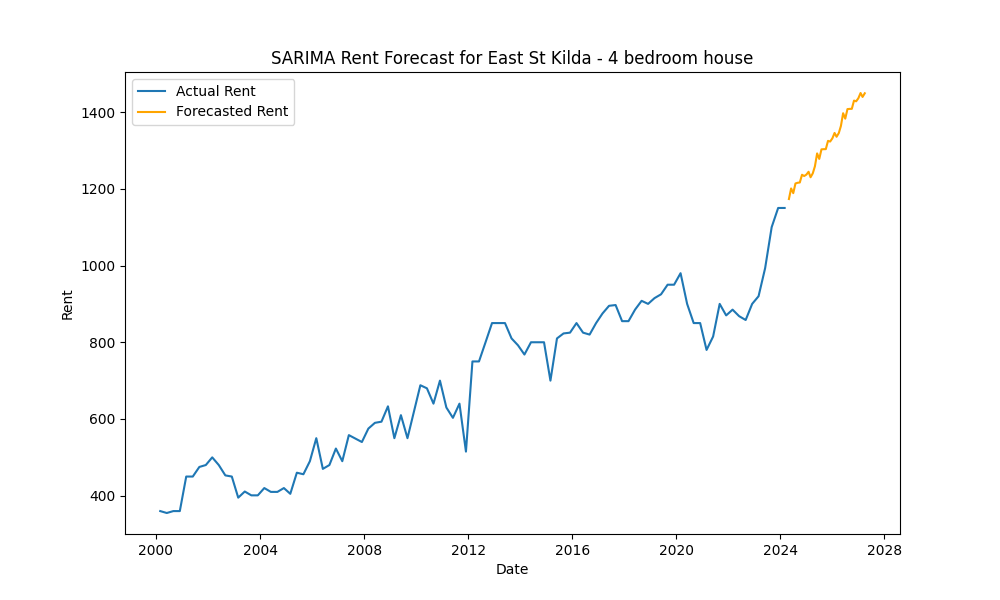 SARIMA Rent Forecast for East St Kilda - 4 bedroom house
Actual Rent
Forecasted Rent
Rent
1400
1200
1000
800
600
400
2000 2004 2008 2012 2016 2020 2024 2028
Date